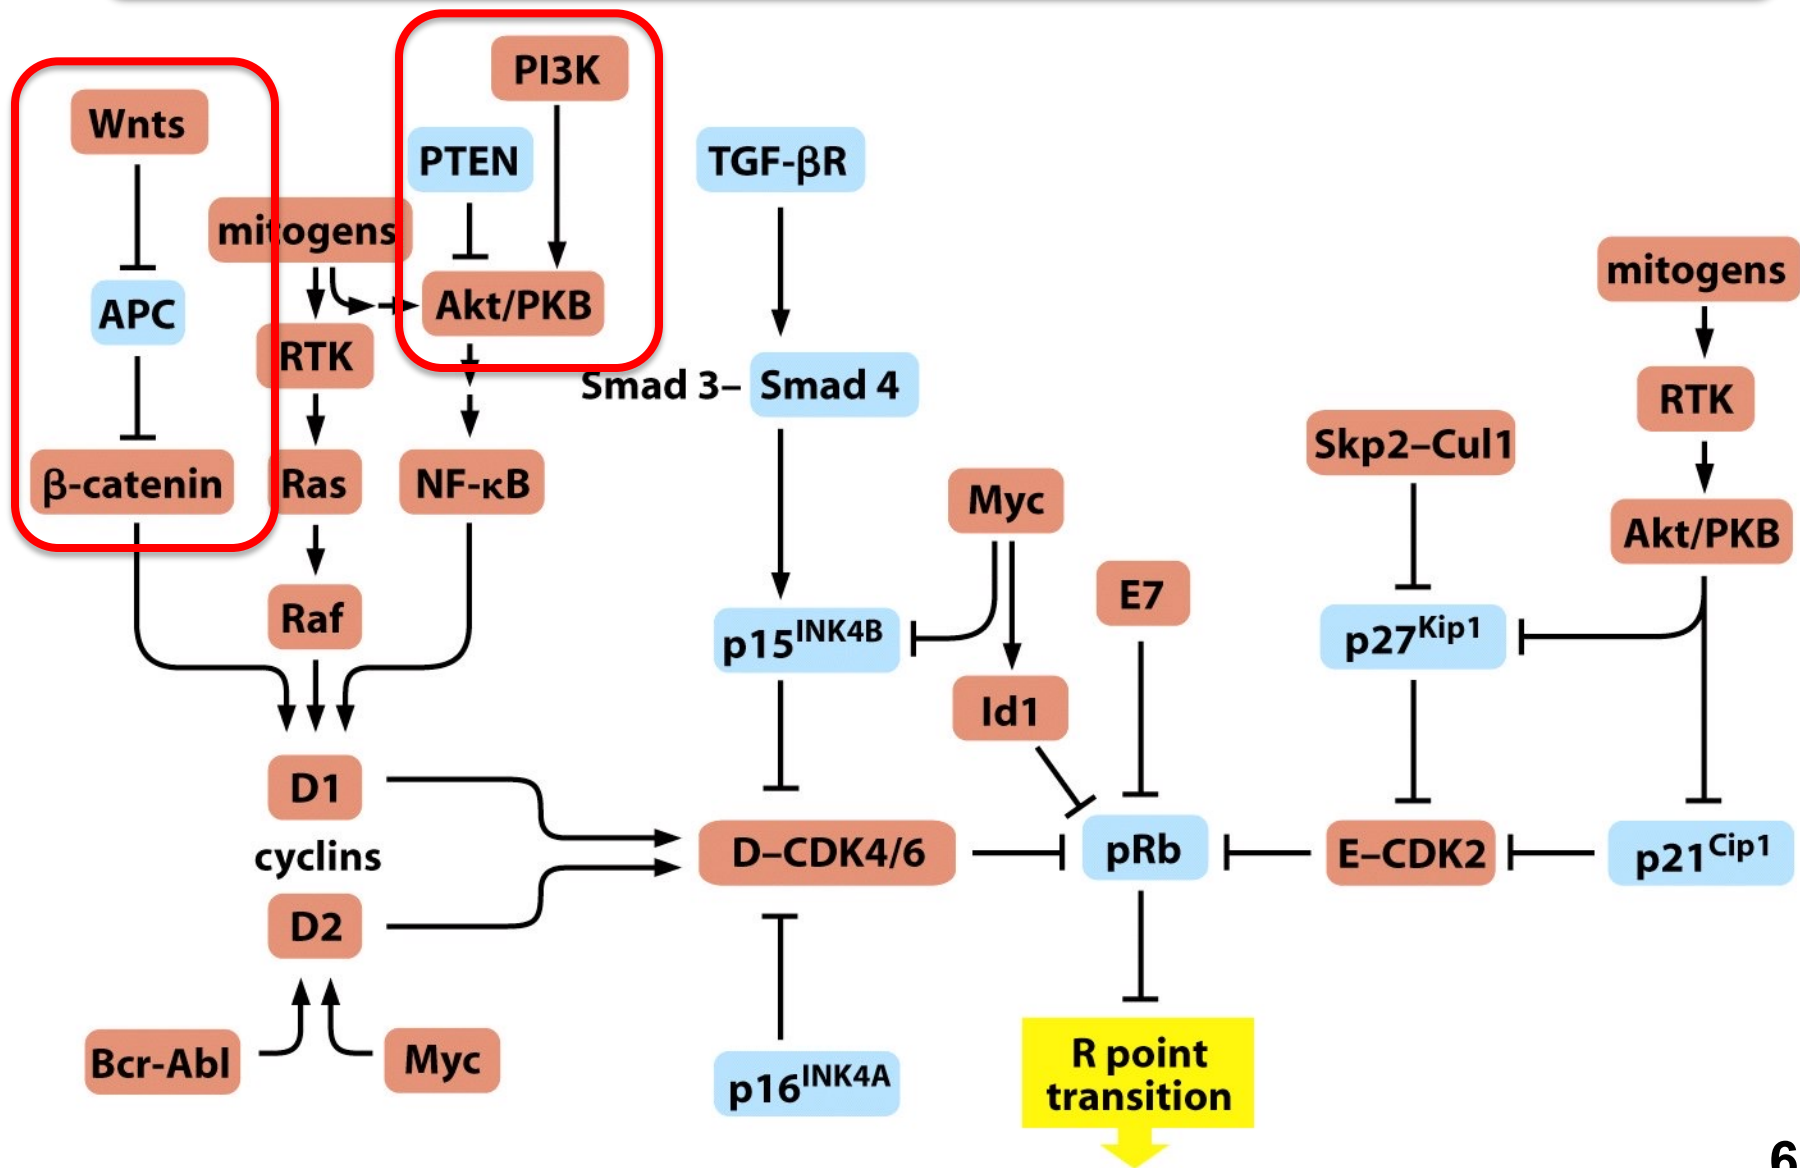 PI3K
Wnts
PTEN
TGF-βR
mitogens
mitogens
APC
Akt/PKB
RTK
Smad 3–
Smad 4
RTK
Skp2–Cul1
β-catenin
Ras
NF-κB
Myc
Akt/PKB
E7
Raf
p15INK4B
p27Kip1
Id1
D1
cyclins
D–CDK4/6
pRb
E–CDK2
p21Cip1
D2
Bcr-Abl
Myc
p16INK4A
R point
transition
6